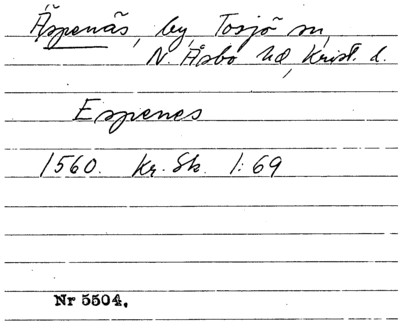 Äspenäs, by, Tosjö sn,
N. Åsbo hd, Krist. l.
Espenes
1560. Kr. Sk. 1:69
Nr 5504.